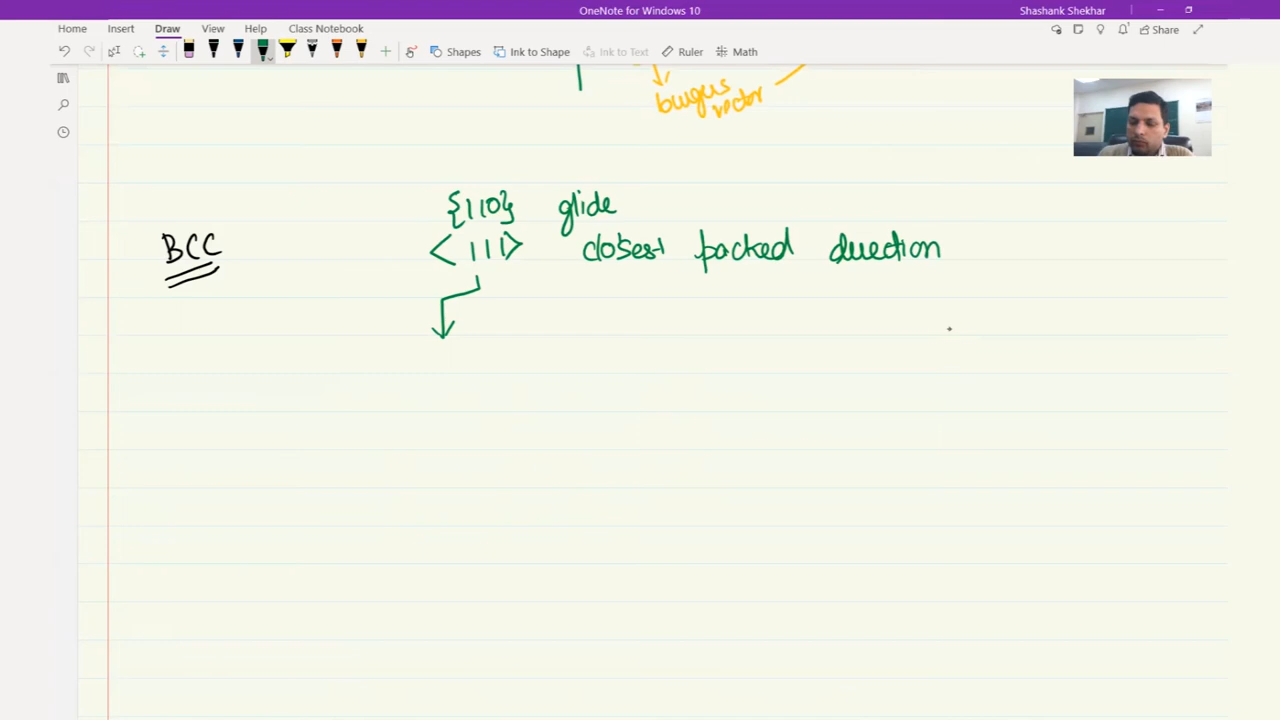 OneNote for Windows 10
Shashank Shekhar
Home Insert Draw View Help Class Notebook
Share
Shapes Ink to Shape Ink to Text Ruler Math
burgers
vector
{110} glide
BCC <111> closest packed direction